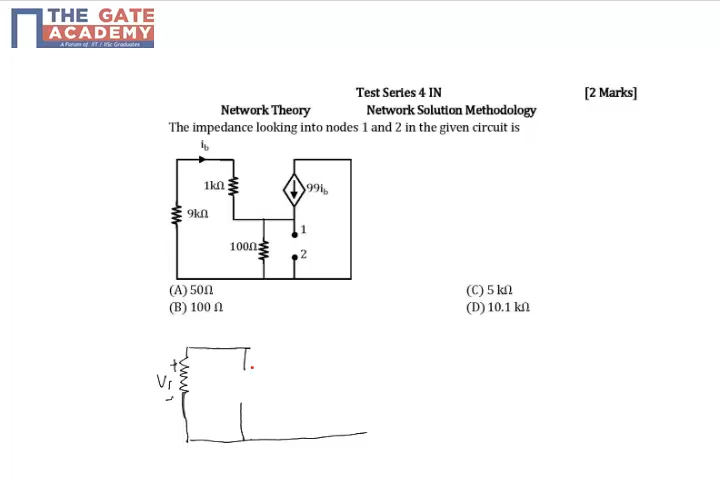 THE GATE
ACADEMY
A Forum of IIT / IISc Graduates
Test Series 4 IN [2 Marks]
Network Theory Network Solution Methodology
The impedance looking into nodes 1 and 2 in the given circuit is
i_b
1kΩ
99i_b
9kΩ
1
100Ω
2
(A) 50Ω (C) 5 kΩ
(B) 100 Ω (D) 10.1 kΩ
+
V₁
-